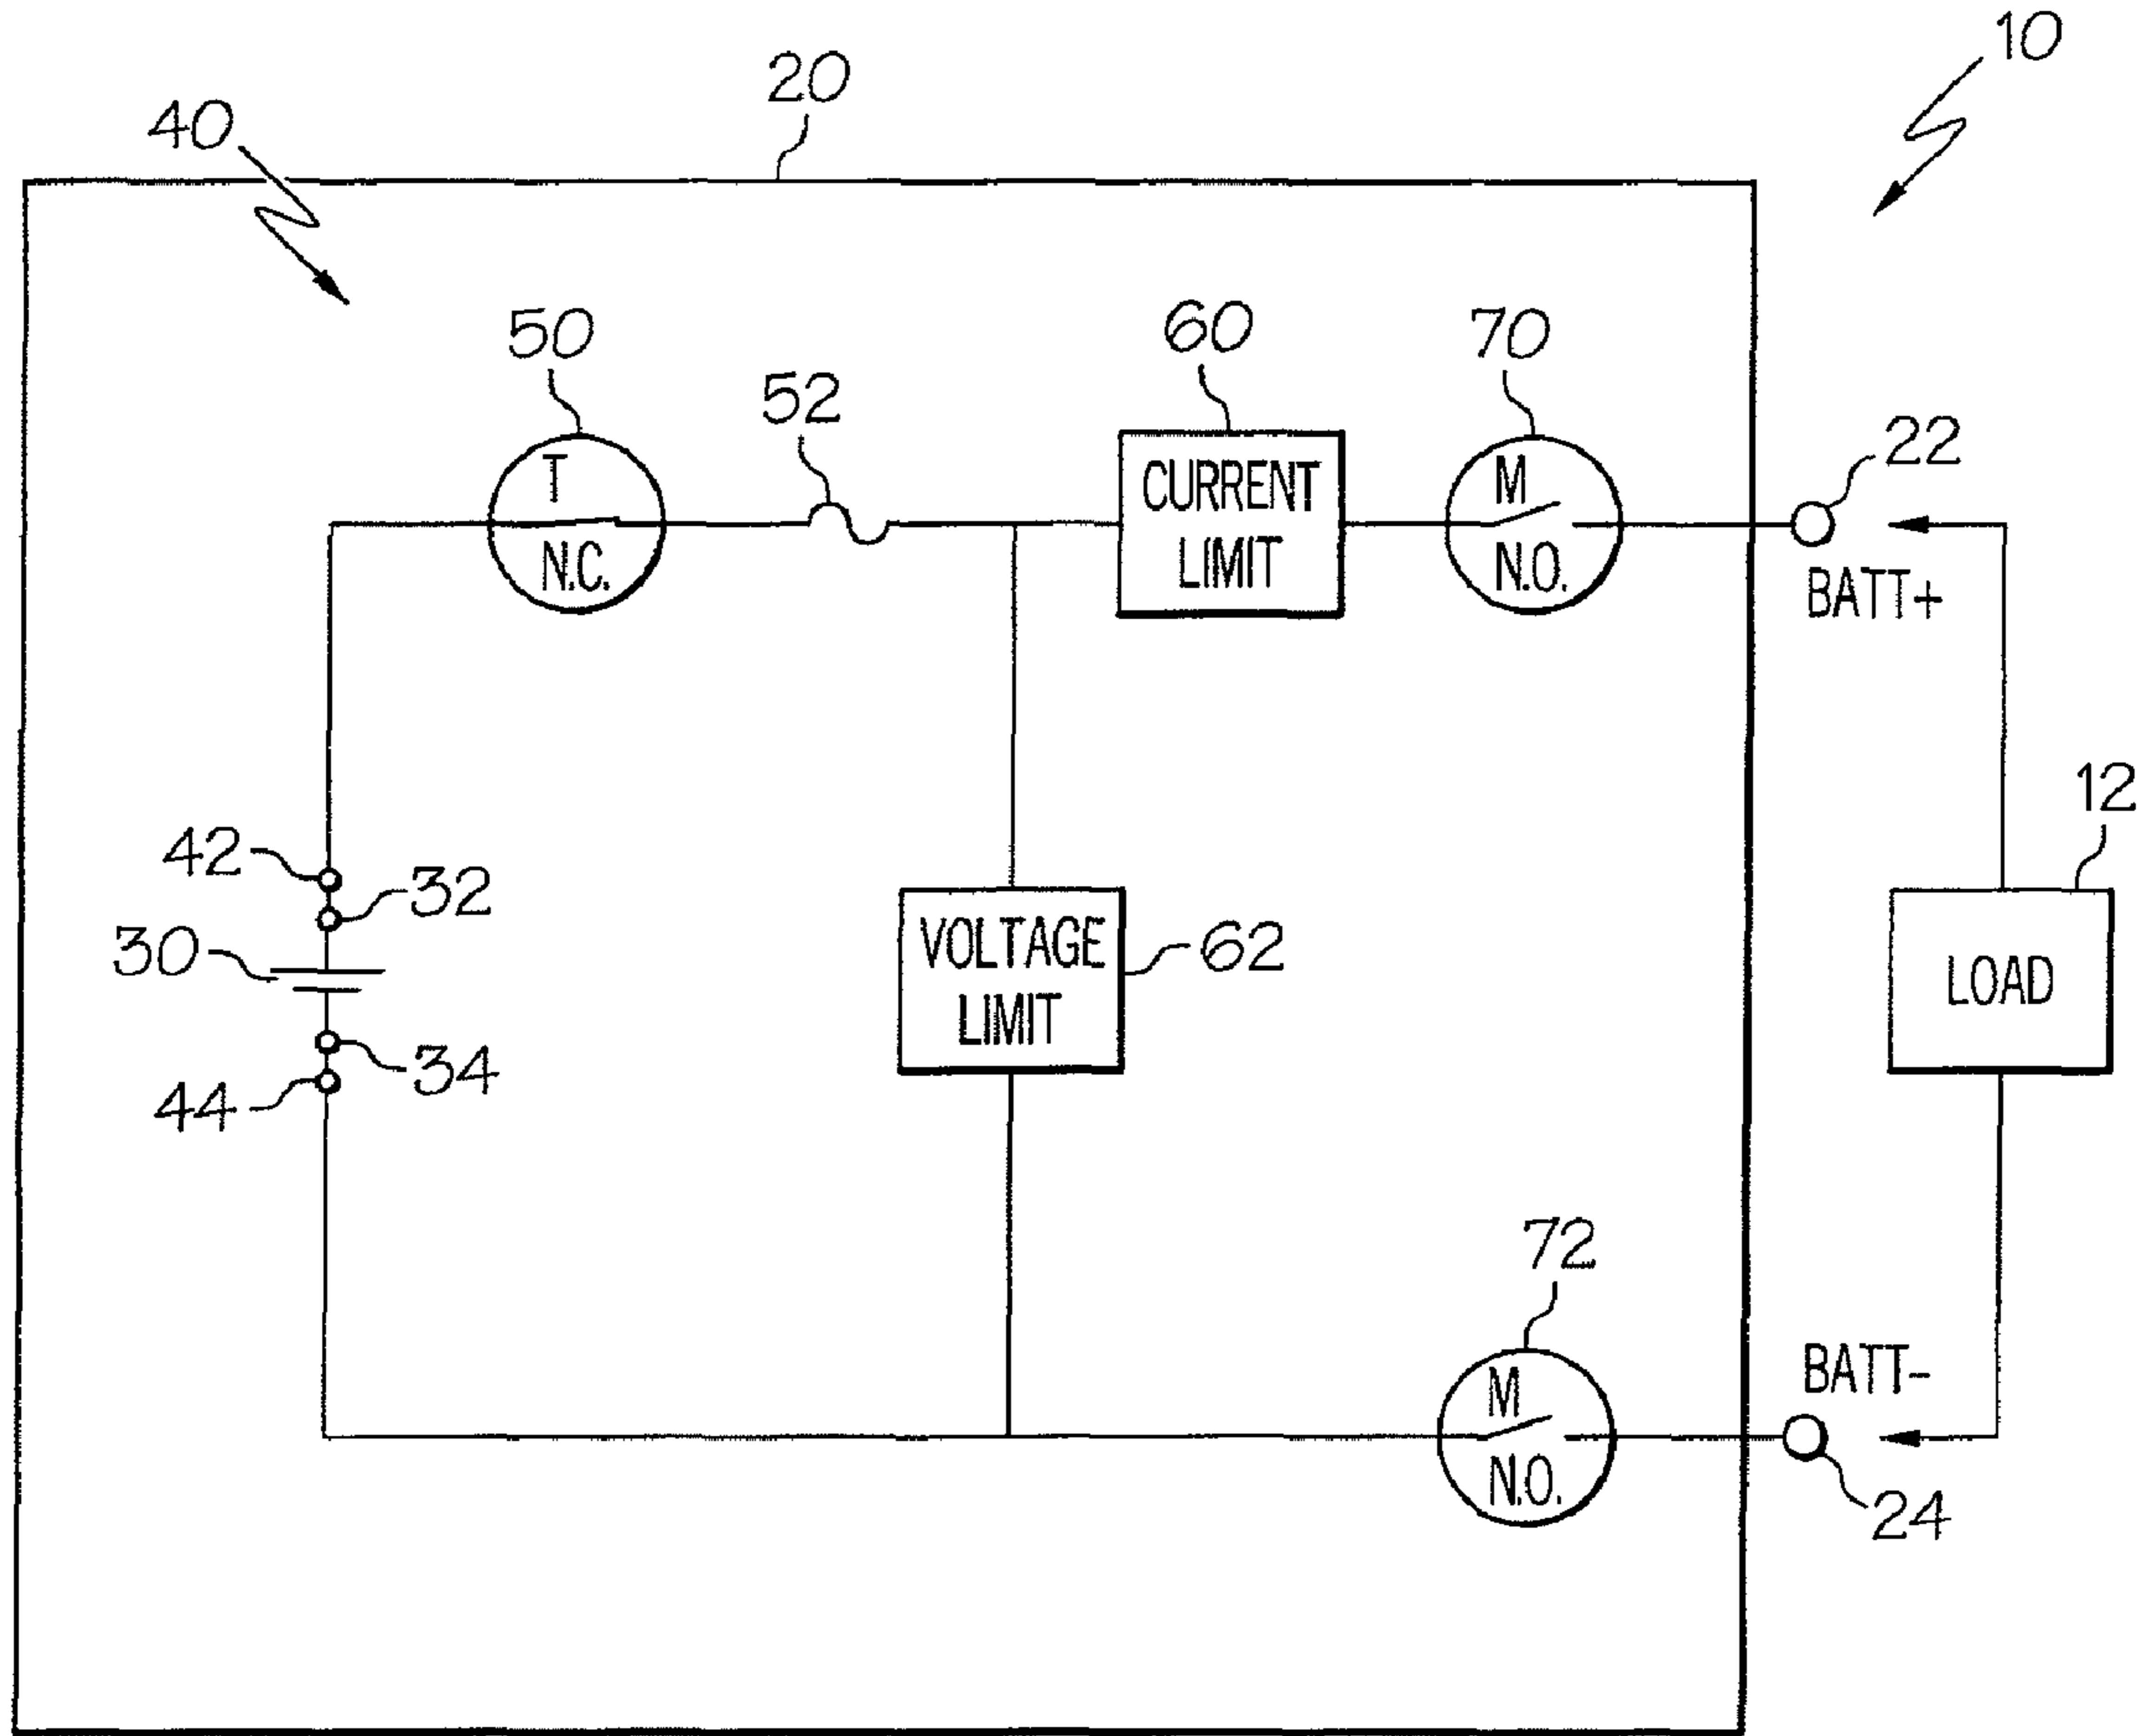 10
20
40
50
60
70
52
22
T
N.C.
CURRENT
LIMIT
M
N.O.
BATT+
12
42
32
30
VOLTAGE
LIMIT
62
LOAD
34
44
72
BATT-
M
N.O.
24